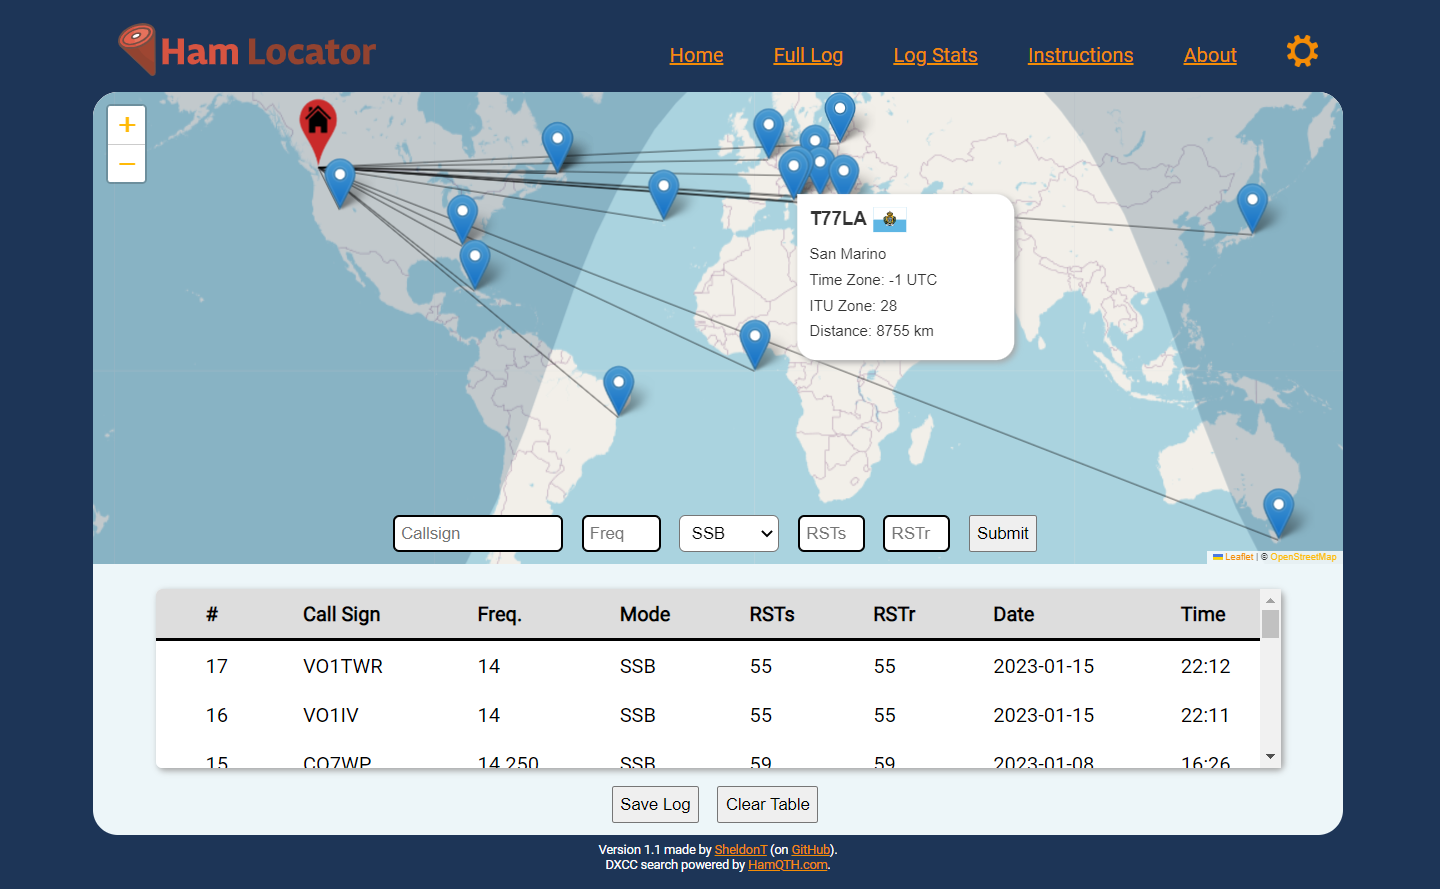 Ham Locator
Home Full Log Log Stats Instructions About
+
−
T77LA
San Marino
Time Zone: -1 UTC
ITU Zone: 28
Distance: 8755 km
Callsign Freq SSB RSTs RSTr Submit
Leaflet | © OpenStreetMap
# Call Sign Freq. Mode RSTs RSTr Date Time
17 VO1TWR 14 SSB 55 55 2023-01-15 22:12
16 VO1IV 14 SSB 55 55 2023-01-15 22:11
15 CO7WP 14.250 SSB 59 59 2023-01-08 16:26
Save Log Clear Table
Version 1.1 made by SheldonT (on GitHub).
DXCC search powered by HamQTH.com.